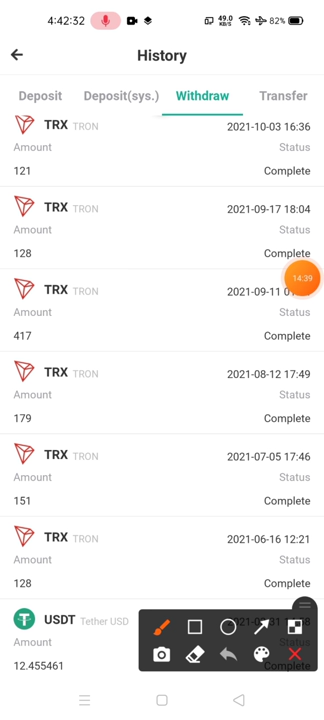 4:42:32 49.0 KB/S 82%
History
Deposit Deposit(sys.) Withdraw Transfer
TRX TRON 2021-10-03 16:36
Amount Status
121 Complete
TRX TRON 2021-09-17 18:04
Amount Status
128 Complete
TRX TRON 2021-09-11
14:39
Amount Status
417 Complete
TRX TRON 2021-08-12 17:49
Amount Status
179 Complete
TRX TRON 2021-07-05 17:46
Amount Status
151 Complete
TRX TRON 2021-06-16 12:21
Amount Status
128 Complete
USDT Tether USD
Amount Status
12.455461 Complete